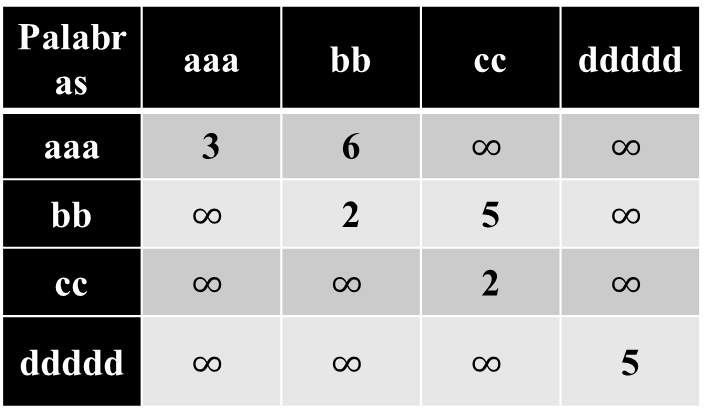 Palabr
as aaa bb cc ddddd
aaa 3 6 ∞ ∞
bb ∞ 2 5 ∞
cc ∞ ∞ 2 ∞
ddddd ∞ ∞ ∞ 5